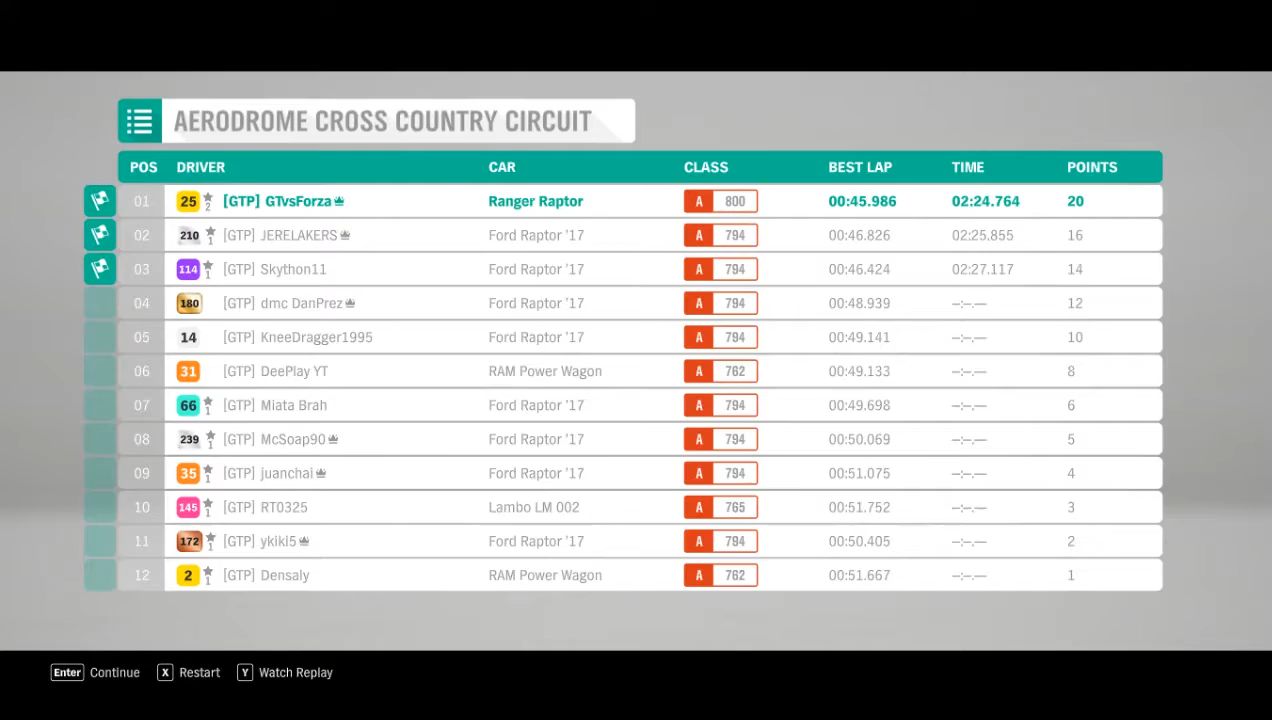 AERODROME CROSS COUNTRY CIRCUIT
POS DRIVER CAR CLASS BEST LAP TIME POINTS
01 25 2 [GTP] GTvsForza Ranger Raptor A 800 00:45.986 02:24.764 20
02 210 1 [GTP] JERELAKERS Ford Raptor '17 A 794 00:46.826 02:25.855 16
03 114 1 [GTP] Skython11 Ford Raptor '17 A 794 00:46.424 02:27.117 14
04 180 [GTP] dmc DanPrez Ford Raptor '17 A 794 00:48.939 --:--.--- 12
05 14 [GTP] KneeDragger1995 Ford Raptor '17 A 794 00:49.141 --:--.--- 10
06 31 [GTP] DeePlay YT RAM Power Wagon A 762 00:49.133 --:--.--- 8
07 66 1 [GTP] Miata Brah Ford Raptor '17 A 794 00:49.698 --:--.--- 6
08 239 1 [GTP] McSoap90 Ford Raptor '17 A 794 00:50.069 --:--.--- 5
09 35 1 [GTP] juanchai Ford Raptor '17 A 794 00:51.075 --:--.--- 4
10 145 1 [GTP] RT0325 Lambo LM 002 A 765 00:51.752 --:--.--- 3
11 172 1 [GTP] ykiki5 Ford Raptor '17 A 794 00:50.405 --:--.--- 2
12 2 1 [GTP] Densaly RAM Power Wagon A 762 00:51.667 --:--.--- 1
Enter Continue X Restart Y Watch Replay